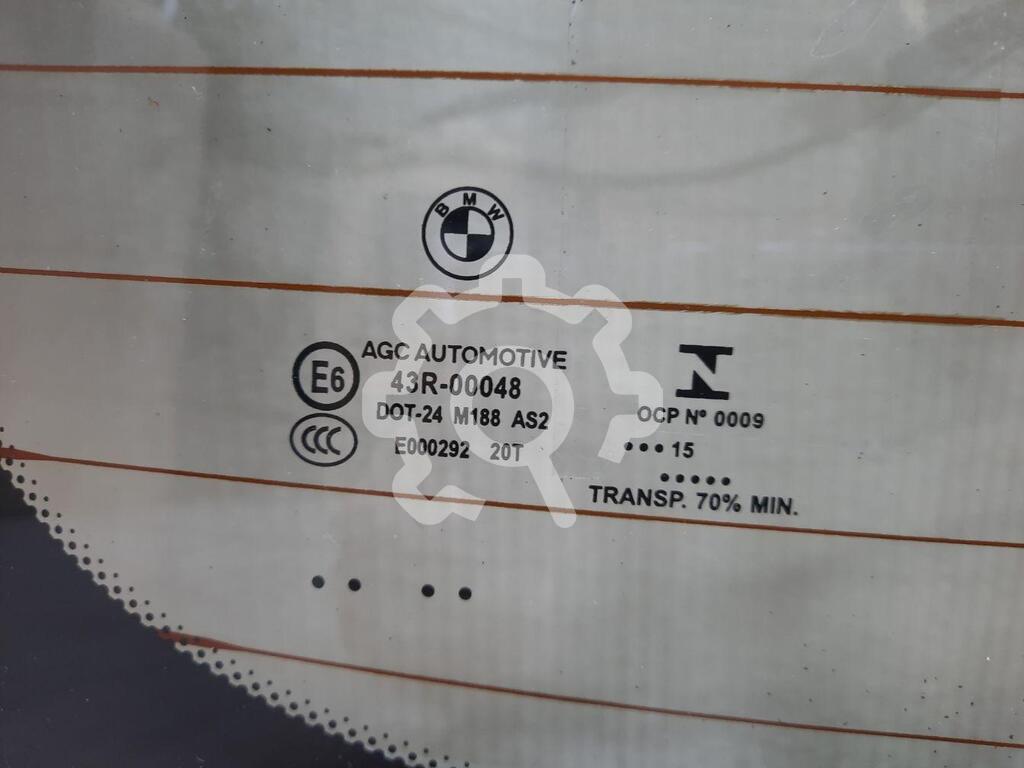 BMW
E6
AGC AUTOMOTIVE
43R-00048
CCC
DOT-24 M188 AS2
E000292 20T
N
OCP Nº 0009
•••15
•••••
TRANSP. 70% MIN.